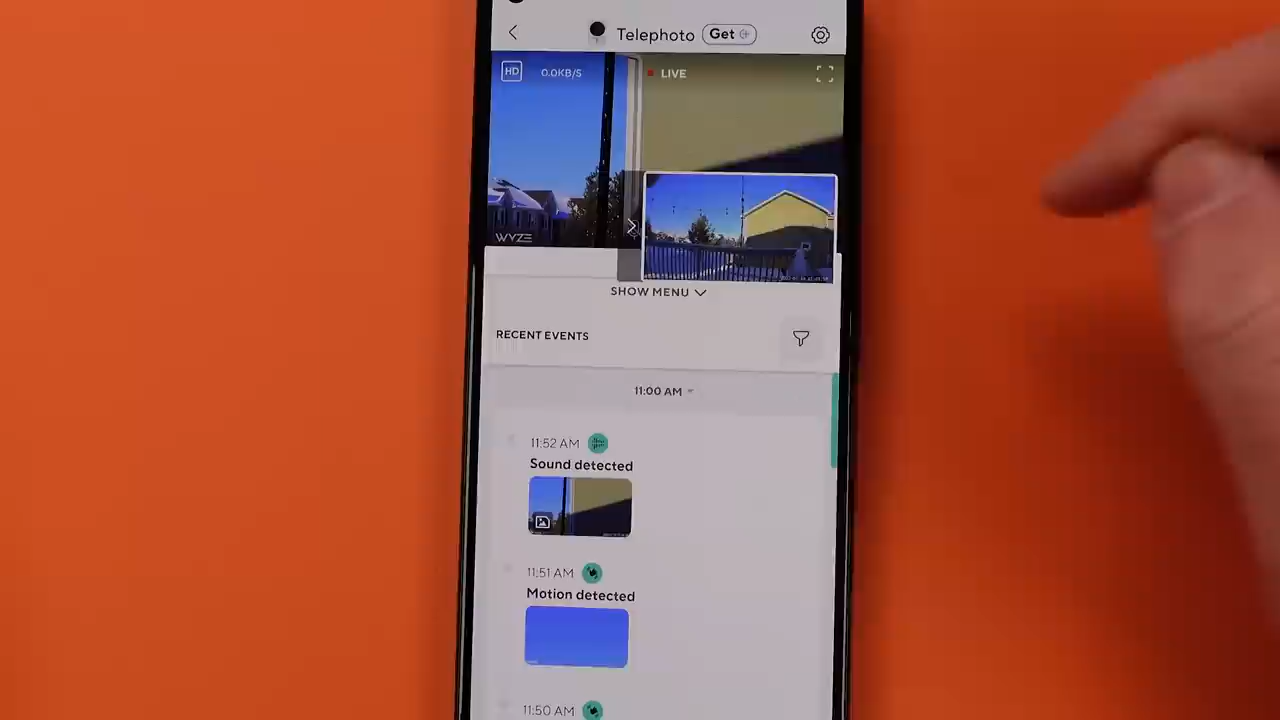 Telephoto Get
HD 0.0KB/S LIVE
WYZE
SHOW MENU
RECENT EVENTS
11:00 AM
11:52 AM
Sound detected
11:51 AM
Motion detected
11:50 AM